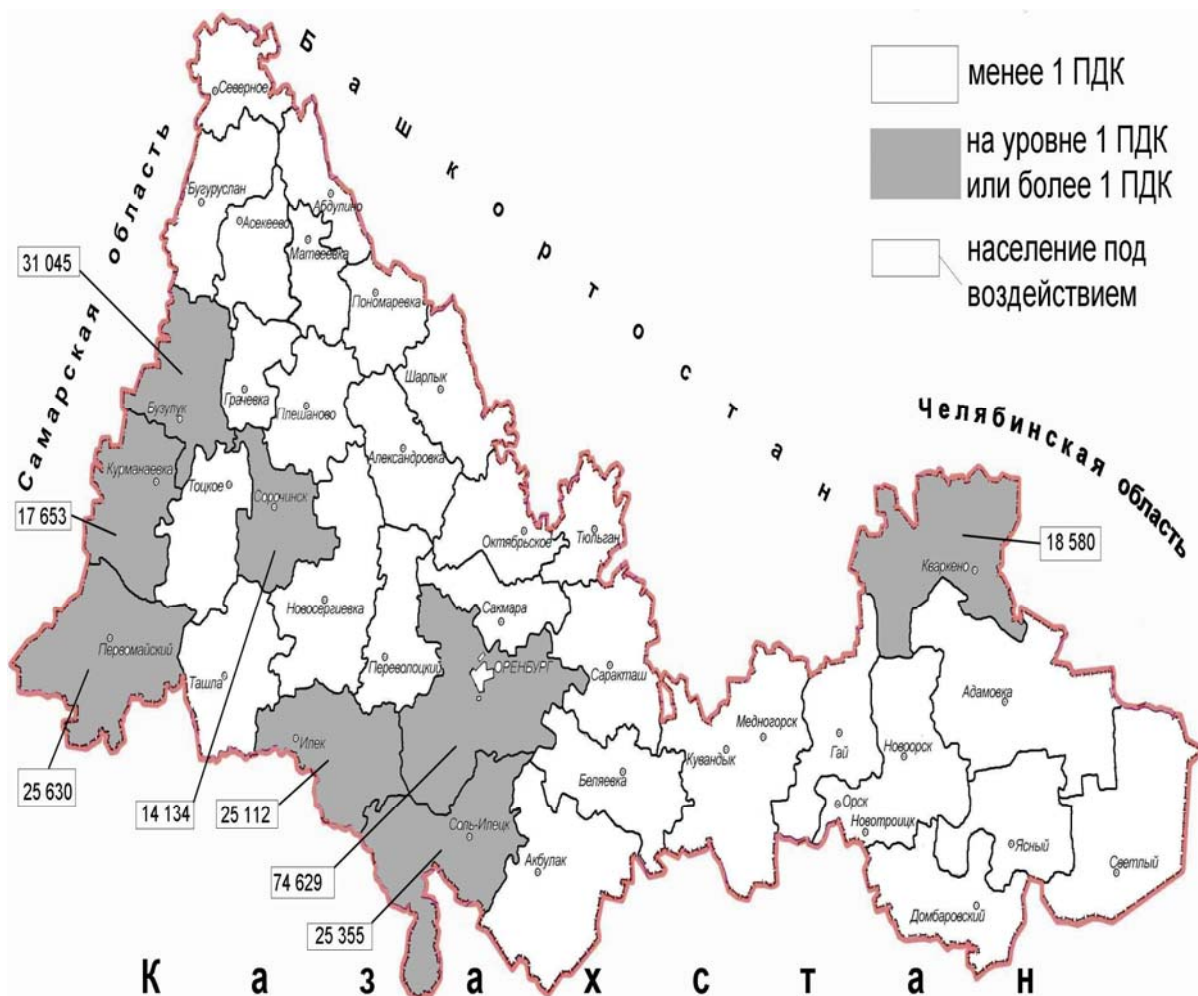 Башкортостан
Самарская область
Челябинская область
Казахстан
менее 1 ПДК
на уровне 1 ПДК
или более 1 ПДК
население под
воздействием
Северное
Бугуруслан
Абдулино
Асекеево
Матвеевка
31 045
Пономаревка
Шарлык
Грачевка
Плешаново
Бузулук
Александровка
Курманаевка
Тоцкое
Сорочинск
17 653
Октябрьское
Тюльган
18 580
Кваркено
Новосергиевка
Сакмара
Первомайский
Переволоцкий
ОРЕНБУРГ
Саракташ
Ташла
Адамовка
Медногорск
Илек
Кувандык
Гай
Новоорск
25 630
14 134
25 112
Беляевка
Орск
Новотроицк
Соль-Илецк
Ясный
Акбулак
Светлый
74 629
Домбаровский
25 355